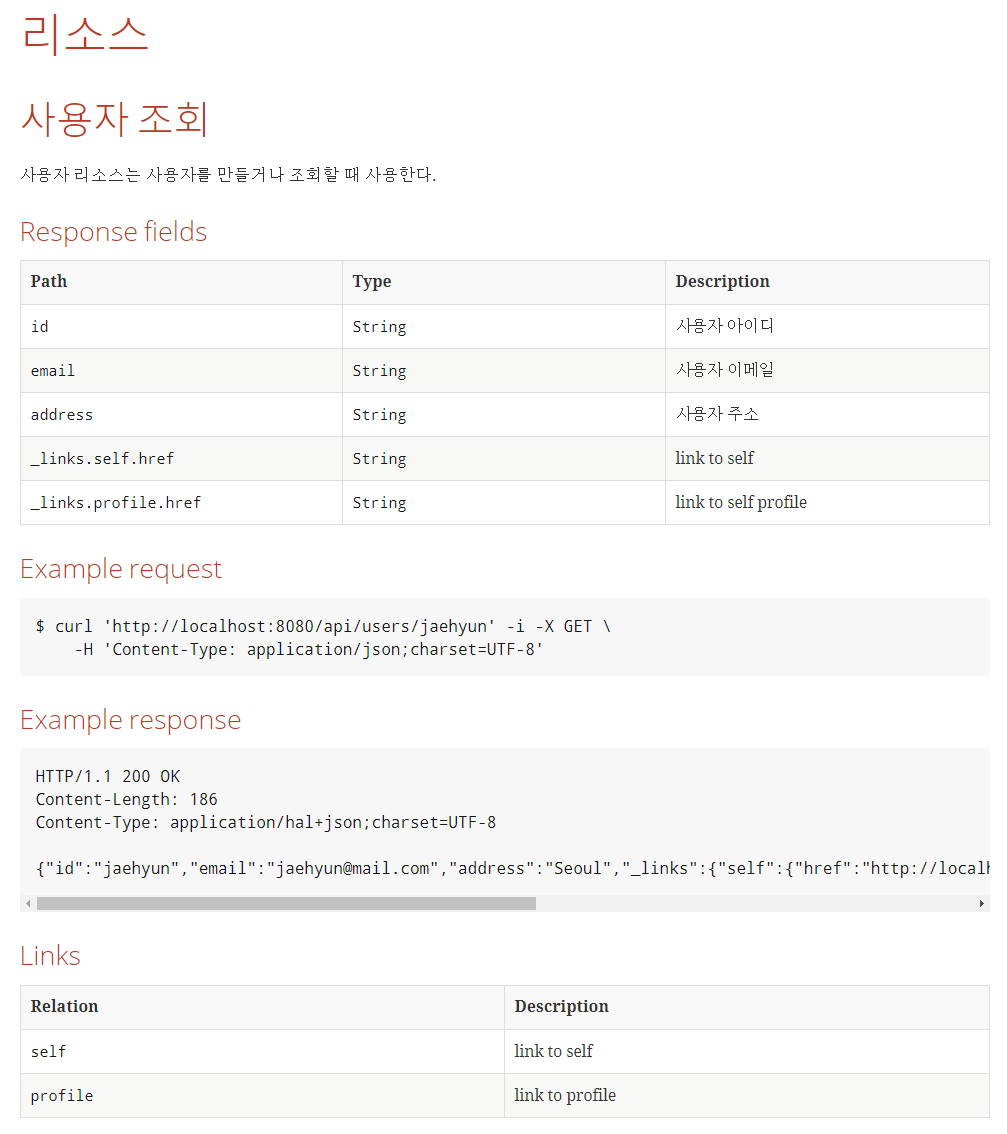 리소스
사용자 조회
사용자 리소스는 사용자를 만들거나 조회할 때 사용한다.
Response fields
Path Type Description
id String 사용자 아이디
email String 사용자 이메일
address String 사용자 주소
_links.self.href String link to self
_links.profile.href String link to self profile
Example request
$ curl 'http://localhost:8080/api/users/jaehyun' -i -X GET \
-H 'Content-Type: application/json;charset=UTF-8'
Example response
HTTP/1.1 200 OK
Content-Length: 186
Content-Type: application/hal+json;charset=UTF-8
{"id":"jaehyun","email":"jaehyun@mail.com","address":"Seoul","_links":{"self":{"href":"http://localh
Links
Relation Description
self link to self
profile link to profile